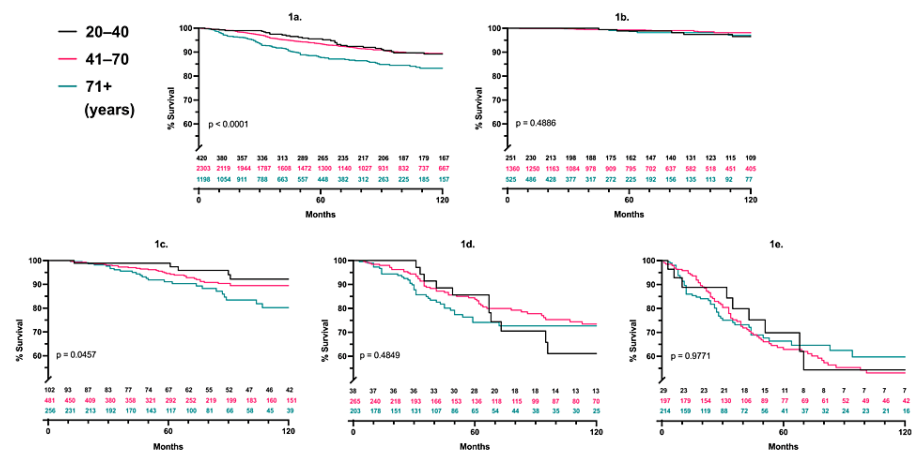 20–40
41–70
71+
(years)
1a.
% Survival
100
90
80
70
60
p < 0.0001
420 380 357 336 313 289 265 235 217 206 187 179 167
2303 2119 1944 1787 1608 1472 1300 1140 1027 931 832 737 667
1198 1054 911 788 663 557 448 382 312 263 225 185 157
0 60 120
Months
1b.
% Survival
100
90
80
70
60
p = 0.4886
251 230 213 198 188 175 162 147 140 131 123 115 109
1360 1250 1163 1084 978 909 795 702 637 582 518 451 405
525 486 428 377 317 272 225 192 156 135 113 92 77
0 60 120
Months
1c.
% Survival
100
90
80
70
60
p = 0.0457
102 93 87 83 77 74 67 62 55 52 47 46 42
481 450 409 380 358 321 292 252 219 199 183 160 151
256 231 213 192 170 143 117 100 81 66 58 45 39
0 60 120
Months
1d.
% Survival
100
90
80
70
60
p = 0.4849
38 37 36 36 33 30 28 20 18 18 14 13 13
265 240 218 193 166 153 136 118 115 99 87 80 70
203 178 151 131 106 86 65 54 44 38 35 30 25
0 60 120
Months
1e.
% Survival
100
90
80
70
60
p = 0.9771
29 23 23 21 18 15 11 8 8 7 7 7 7
197 179 154 130 106 89 77 69 61 52 49 46 42
214 159 119 88 72 56 41 37 32 24 23 21 16
0 60 120
Months